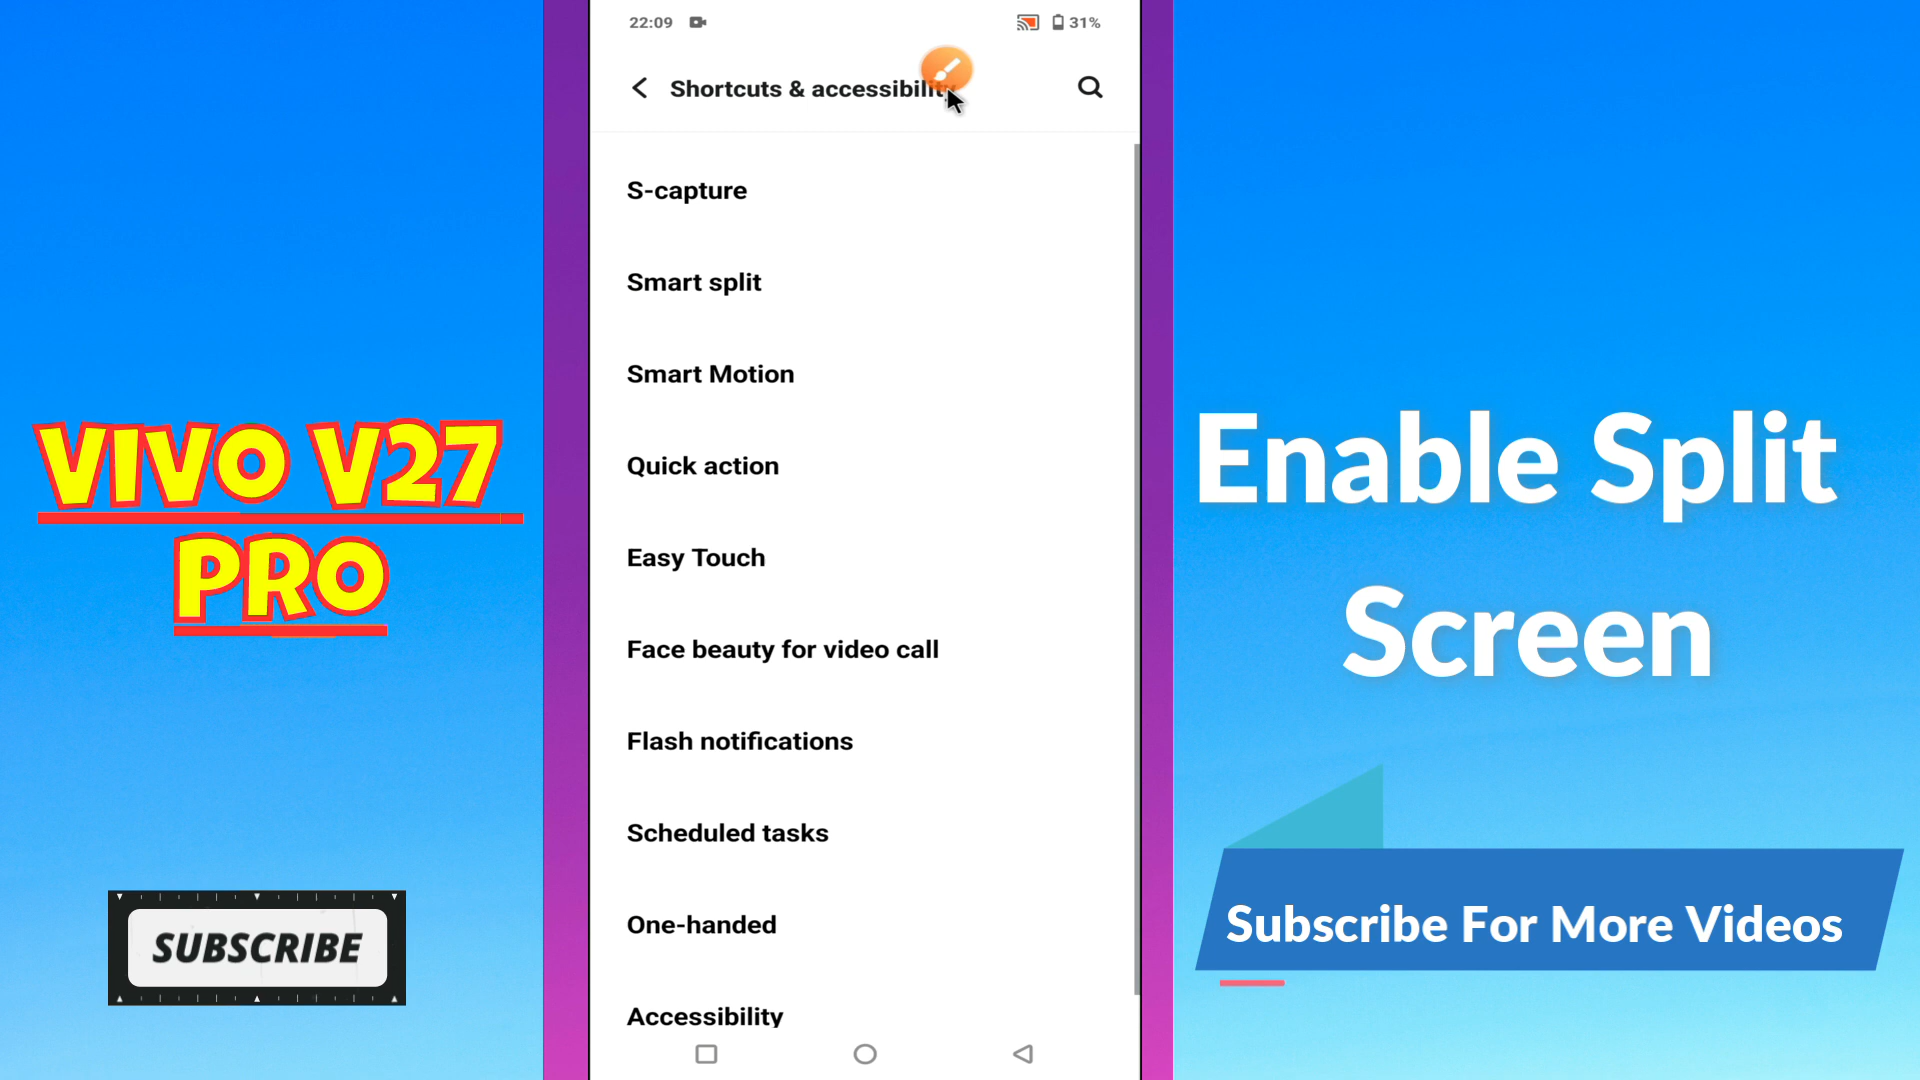 22:09
31%
Shortcuts & accessibility
S-capture
Smart split
Smart Motion
Quick action
Easy Touch
Face beauty for video call
Flash notifications
Scheduled tasks
One-handed
Accessibility
VIVO V27
PRO
SUBSCRIBE
Enable Split
Screen
Subscribe For More Videos